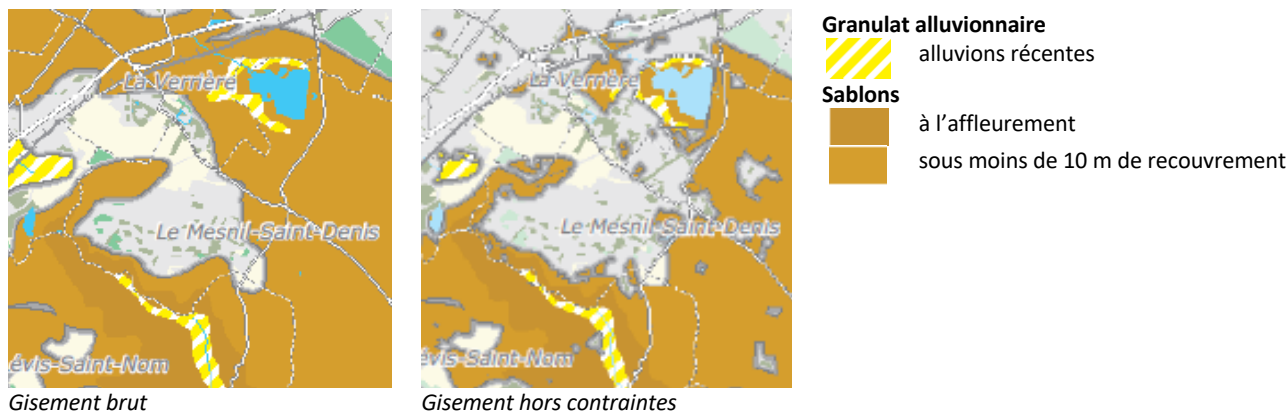 La Verrière
Le Mesnil-Saint-Denis
évis-Saint-Nom
Gisement brut
La Verrière
Le Mesnil-Saint-Denis
évis-Saint-Nom
Gisement hors contraintes
Granulat alluvionnaire
alluvions récentes
Sablons
à l’affleurement
sous moins de 10 m de recouvrement